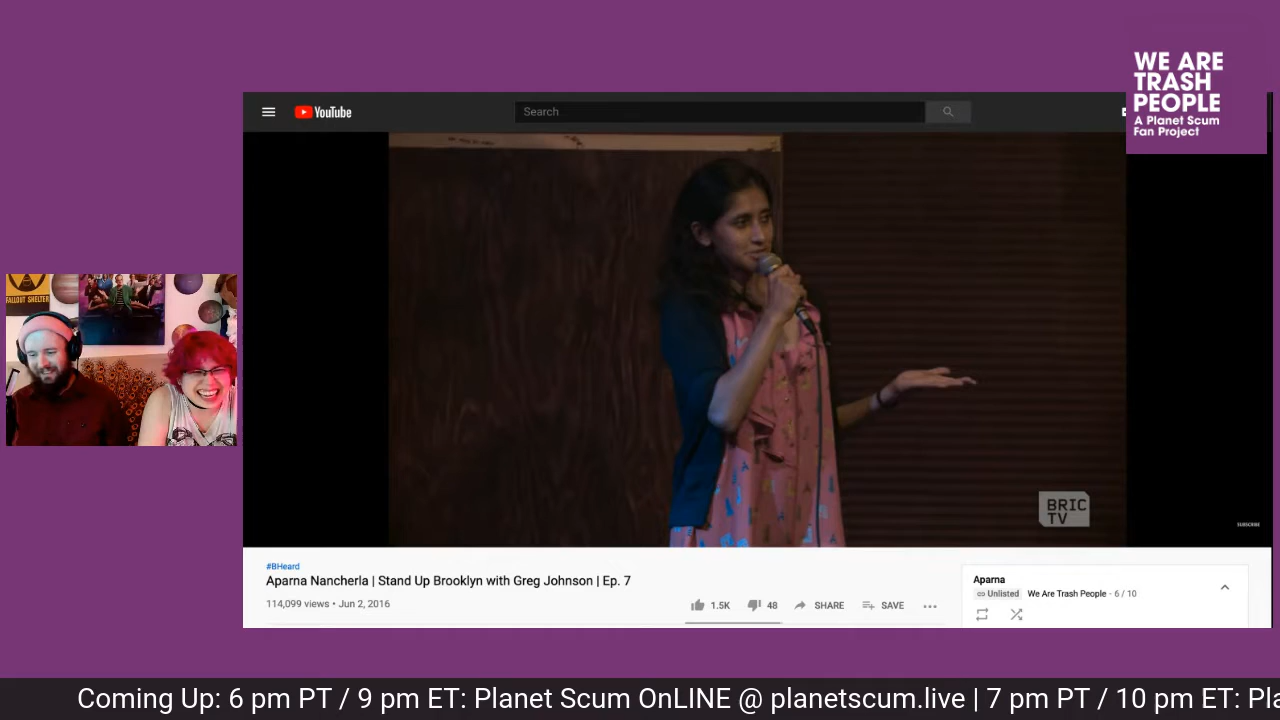 WE ARE
TRASH
PEOPLE
A Planet Scum
Fan Project
YouTube
Search
FALLOUT SHELTER
BRIC
TV
SUBSCRIBE
#BHeard
Aparna Nancherla | Stand Up Brooklyn with Greg Johnson | Ep. 7
114,099 views • Jun 2, 2016
1.5K
48
SHARE
SAVE
Aparna
Unlisted We Are Trash People - 6 / 10
Coming Up: 6 pm PT / 9 pm ET: Planet Scum OnLINE @ planetscum.live | 7 pm PT / 10 pm ET: Pla